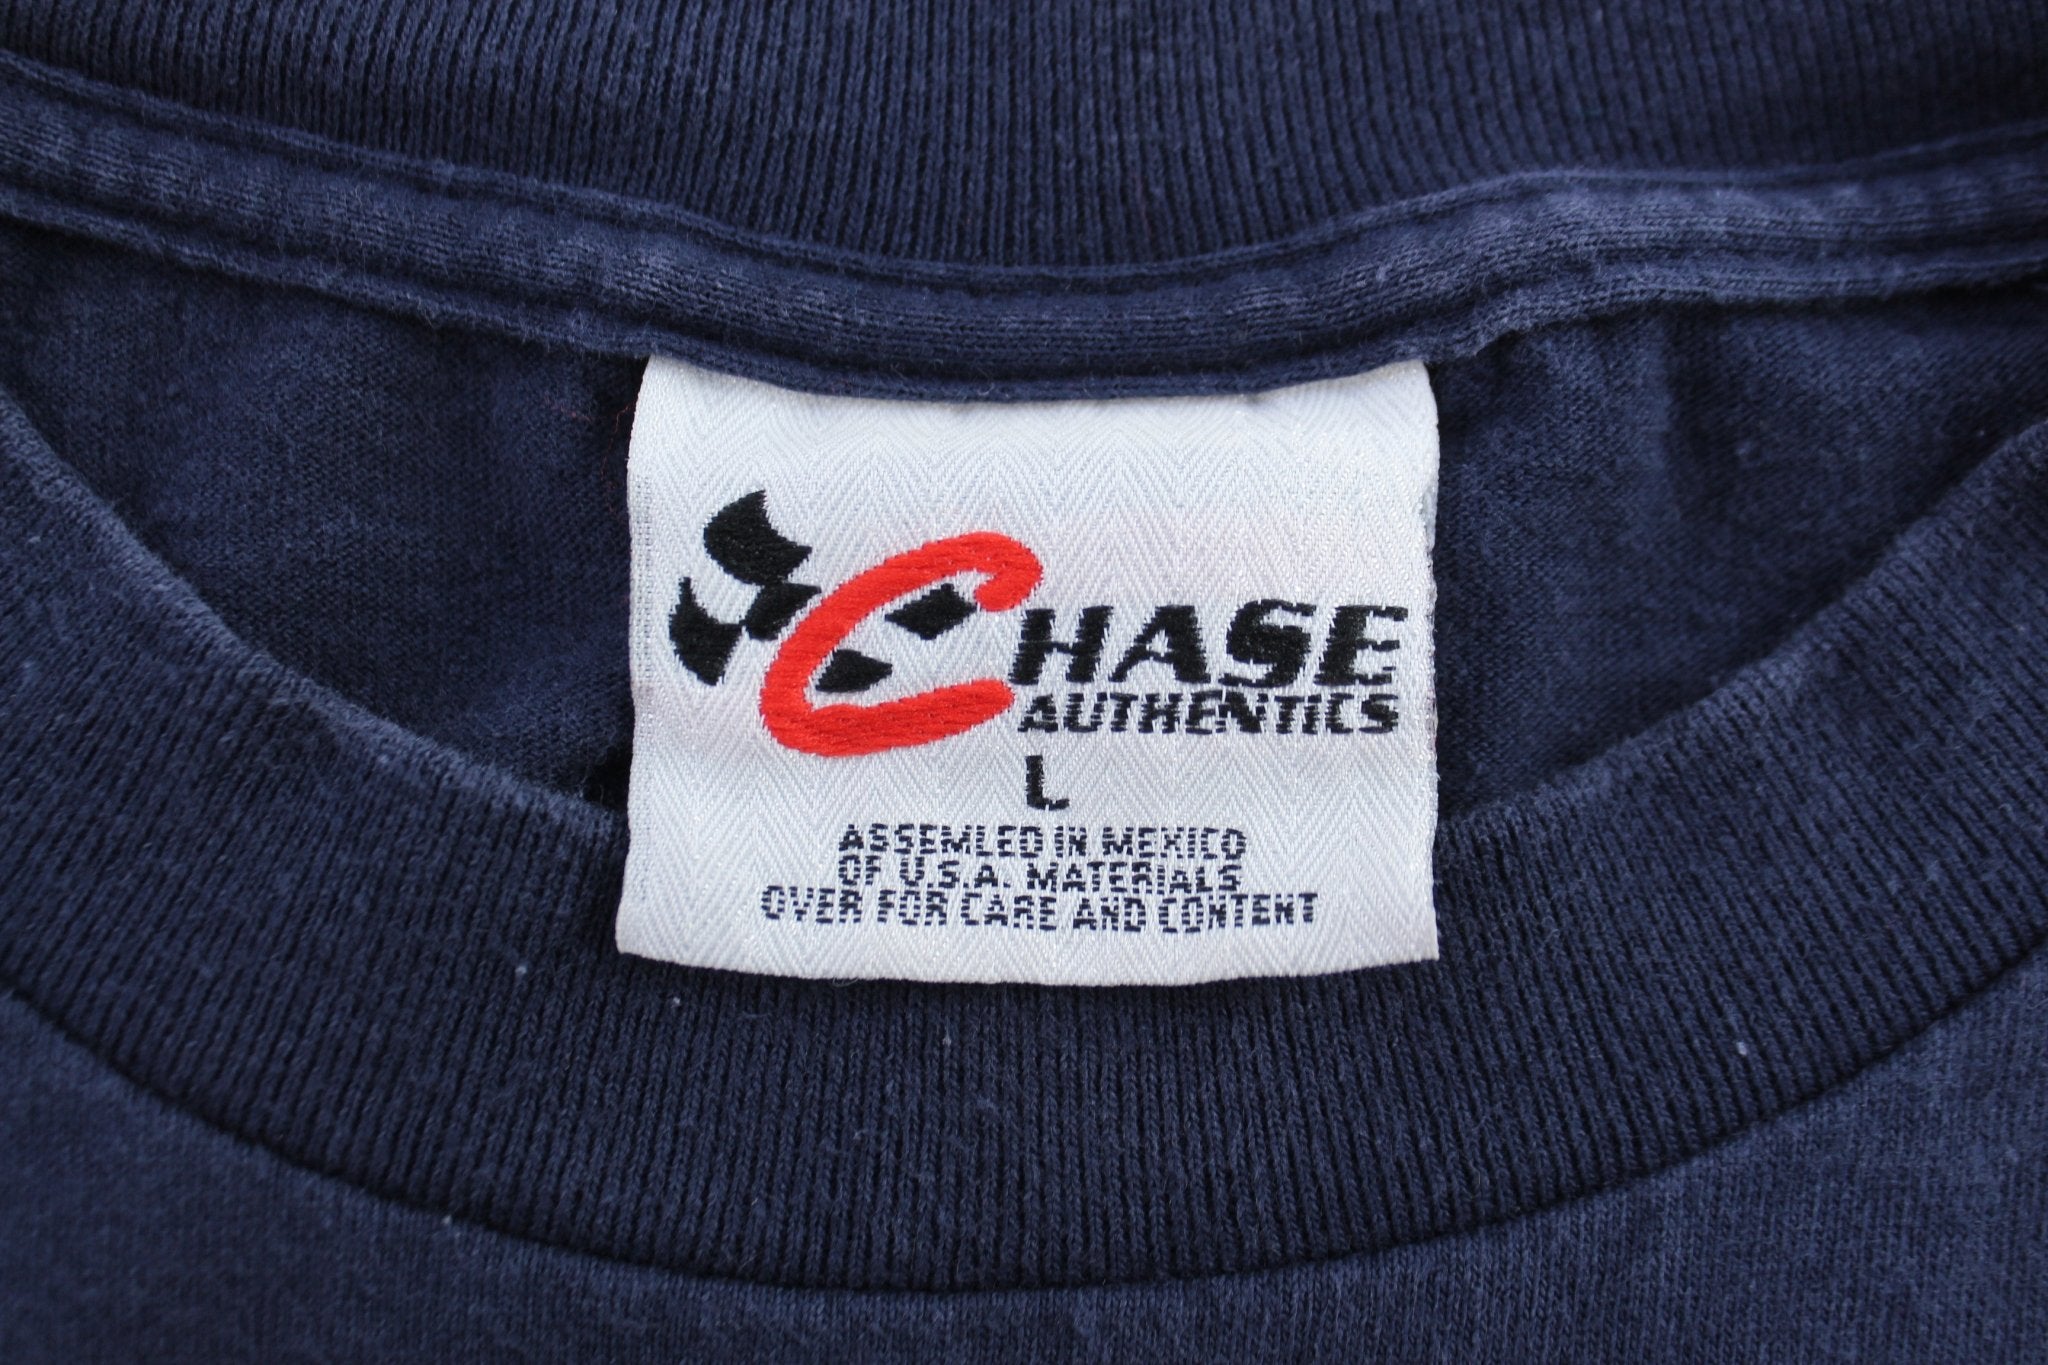 CHASE
AUTHENTICS
L
ASSEMLED IN MEXICO
OF U.S.A. MATERIALS
OVER FOR CARE AND CONTENT